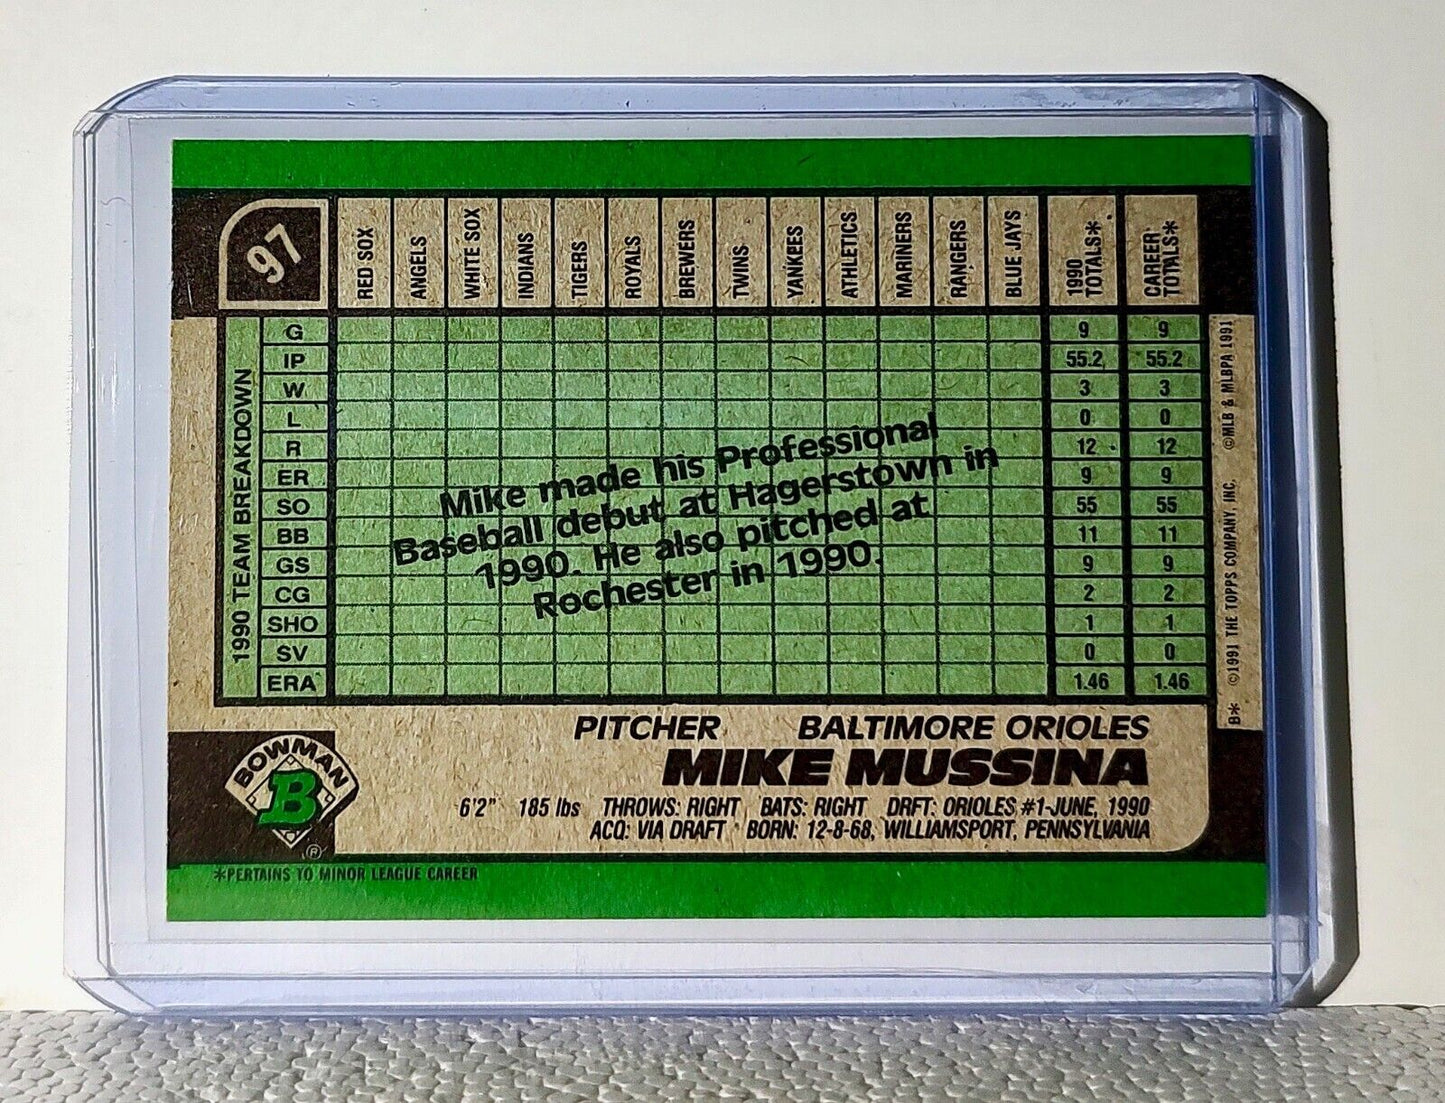 97
RED SOX
ANGELS
WHITE SOX
INDIANS
TIGERS
ROYALS
BREWERS
TWINS
YANKEES
ATHLETICS
MARINERS
RANGERS
BLUE JAYS
1990 TOTALS*
CAREER TOTALS*
1990 TEAM BREAKDOWN
G 9 9
IP 55.2 55.2
W 3 3
L 0 0
R 12 12
ER 9 9
SO 55 55
BB 11 11
GS 9 9
CG 2 2
SHO 1 1
SV 0 0
ERA 1.46 1.46
Mike made his Professional
Baseball debut at Hagerstown in
1990. He also pitched at
Rochester in 1990.
B* ©1991 THE TOPPS COMPANY, INC. ©MLB & MLBPA 1991
PITCHER BALTIMORE ORIOLES
MIKE MUSSINA
6'2" 185 lbs THROWS: RIGHT BATS: RIGHT DRFT: ORIOLES #1-JUNE, 1990
ACQ: VIA DRAFT BORN: 12-8-68, WILLIAMSPORT, PENNSYLVANIA
BOWMAN
B
®
*PERTAINS TO MINOR LEAGUE CAREER